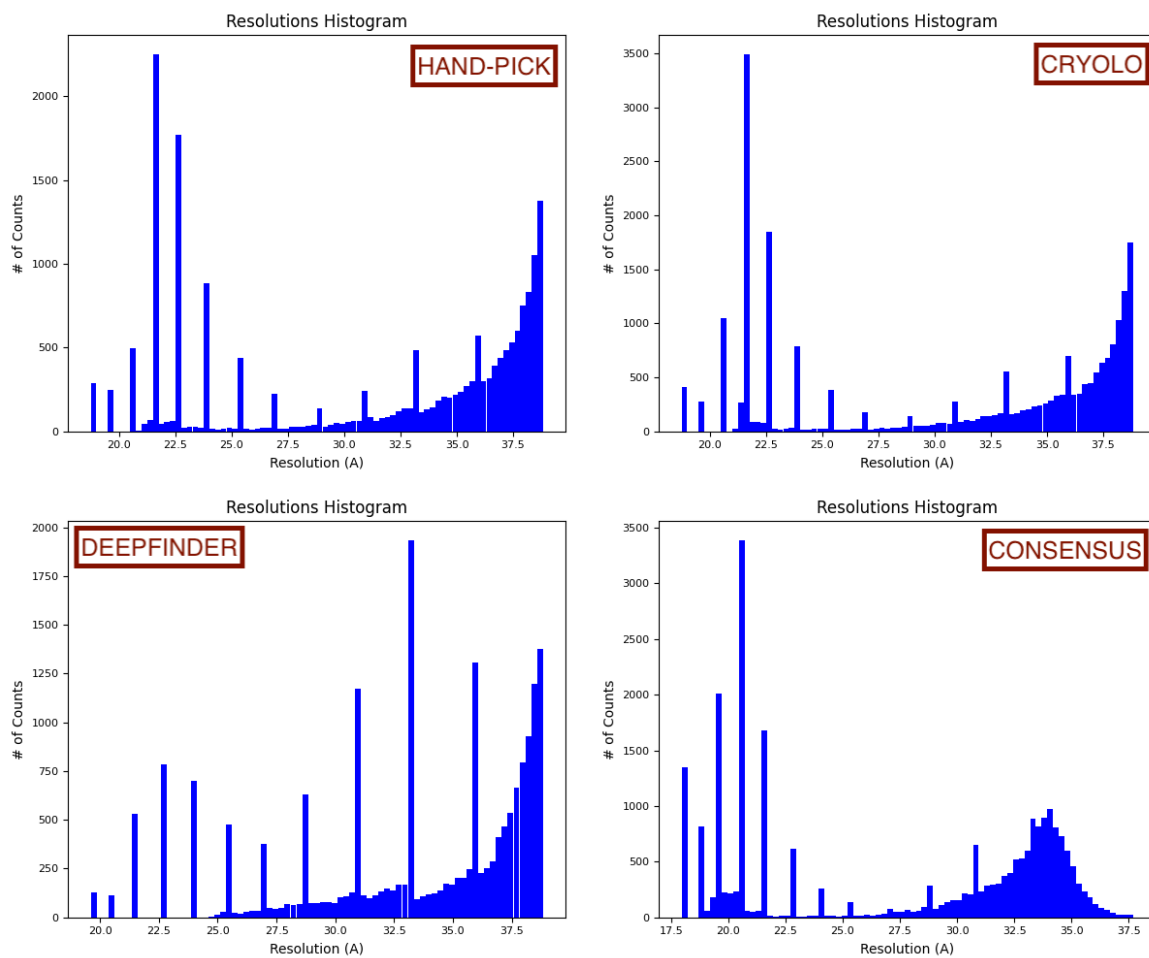 Resolutions Histogram
HAND-PICK
# of Counts
2000
1500
1000
500
0
20.0 22.5 25.0 27.5 30.0 32.5 35.0 37.5
Resolution (A)
Resolutions Histogram
CRYOLO
# of Counts
3500
3000
2500
2000
1500
1000
500
0
20.0 22.5 25.0 27.5 30.0 32.5 35.0 37.5
Resolution (A)
Resolutions Histogram
DEEPFINDER
# of Counts
2000
1750
1500
1250
1000
750
500
250
0
20.0 22.5 25.0 27.5 30.0 32.5 35.0 37.5
Resolution (A)
Resolutions Histogram
CONSENSUS
# of Counts
3500
3000
2500
2000
1500
1000
500
0
17.5 20.0 22.5 25.0 27.5 30.0 32.5 35.0 37.5
Resolution (A)